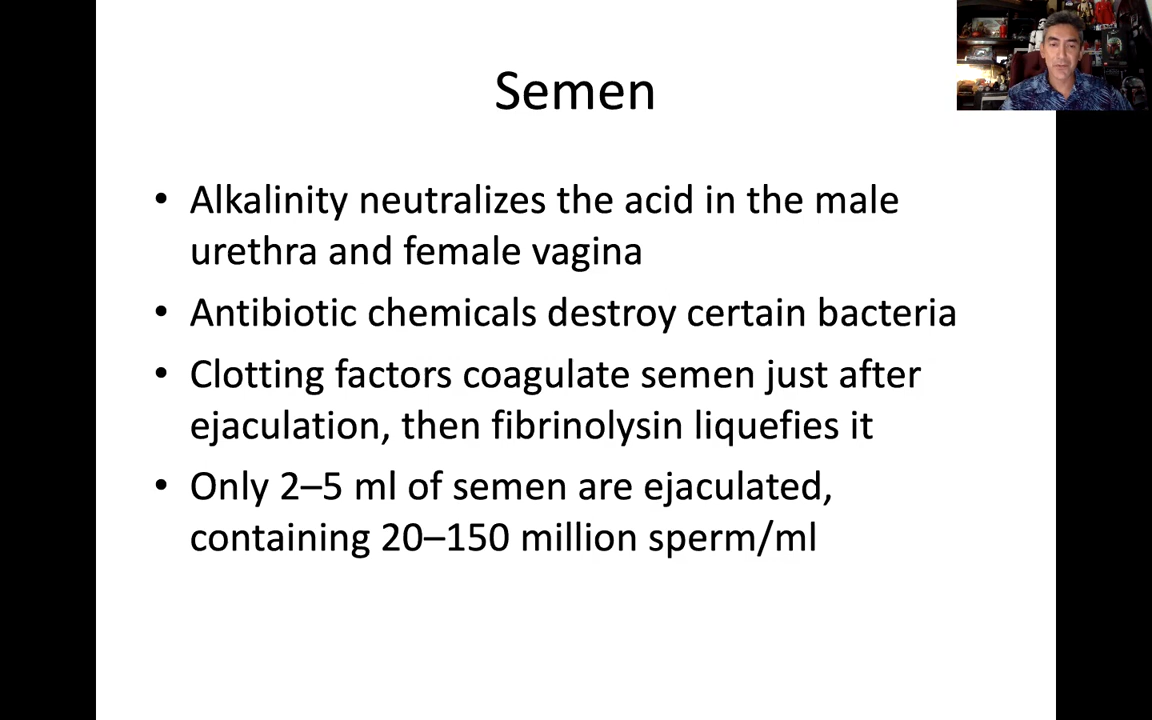 Semen
• Alkalinity neutralizes the acid in the male
urethra and female vagina
• Antibiotic chemicals destroy certain bacteria
• Clotting factors coagulate semen just after
ejaculation, then fibrinolysin liquefies it
• Only 2–5 ml of semen are ejaculated,
containing 20–150 million sperm/ml